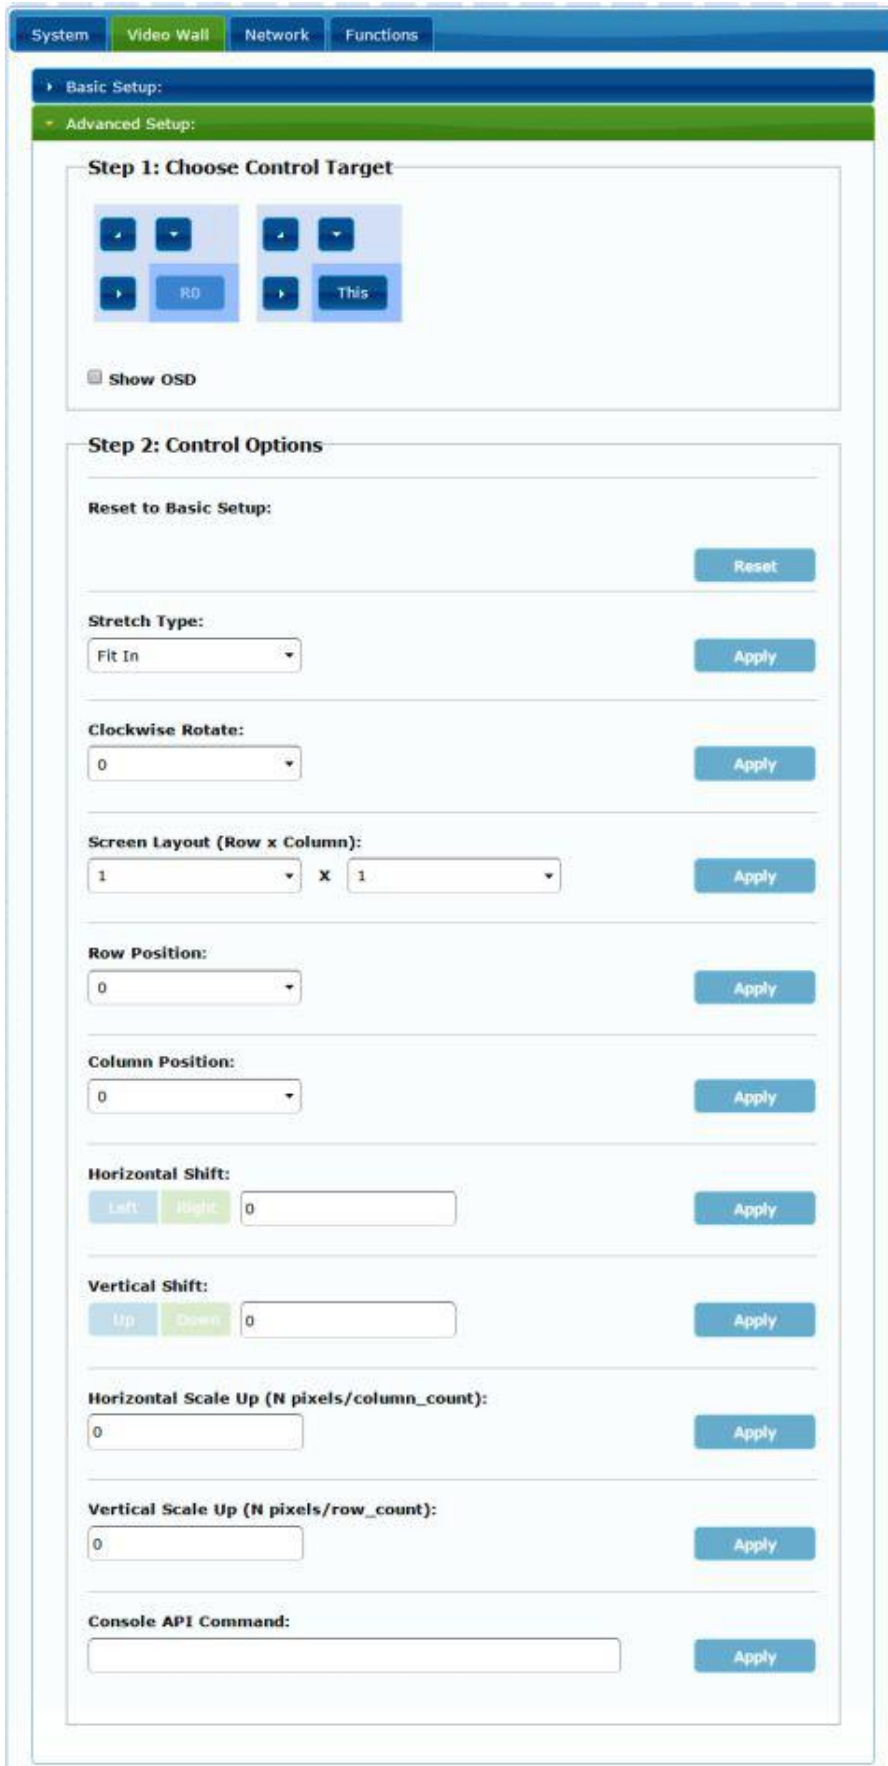 System Video Wall Network Functions
Basic Setup:
Advanced Setup:
Step 1: Choose Control Target
R0 This
Show OSD
Step 2: Control Options
Reset to Basic Setup:
Reset
Stretch Type:
Fit In Apply
Clockwise Rotate:
0 Apply
Screen Layout (Row x Column):
1 X 1 Apply
Row Position:
0 Apply
Column Position:
0 Apply
Horizontal Shift:
Left Right 0 Apply
Vertical Shift:
Up Down 0 Apply
Horizontal Scale Up (N pixels/column_count):
0 Apply
Vertical Scale Up (N pixels/row_count):
0 Apply
Console API Command:
Apply